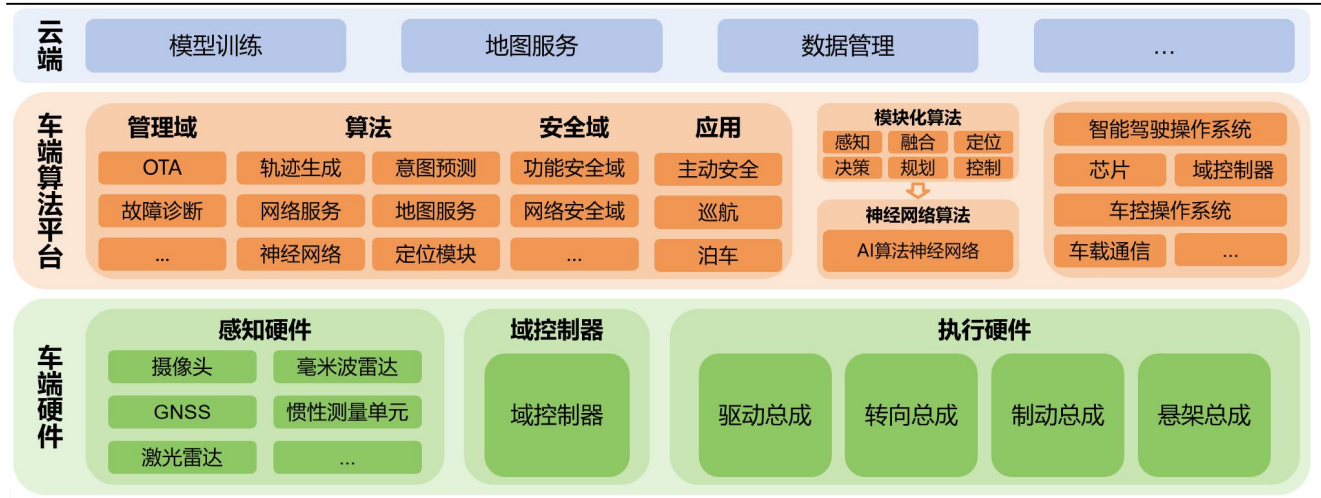 云端
模型训练
地图服务
数据管理
…
车端算法平台
管理域
OTA
故障诊断
...
算法
轨迹生成
意图预测
网络服务
地图服务
神经网络
定位模块
安全域
功能安全域
网络安全域
...
应用
主动安全
巡航
泊车
模块化算法
感知
融合
定位
决策
规划
控制
神经网络算法
AI算法神经网络
智能驾驶操作系统
芯片
域控制器
车控操作系统
车载通信
...
车端硬件
感知硬件
摄像头
毫米波雷达
GNSS
惯性测量单元
激光雷达
...
域控制器
域控制器
执行硬件
驱动总成
转向总成
制动总成
悬架总成